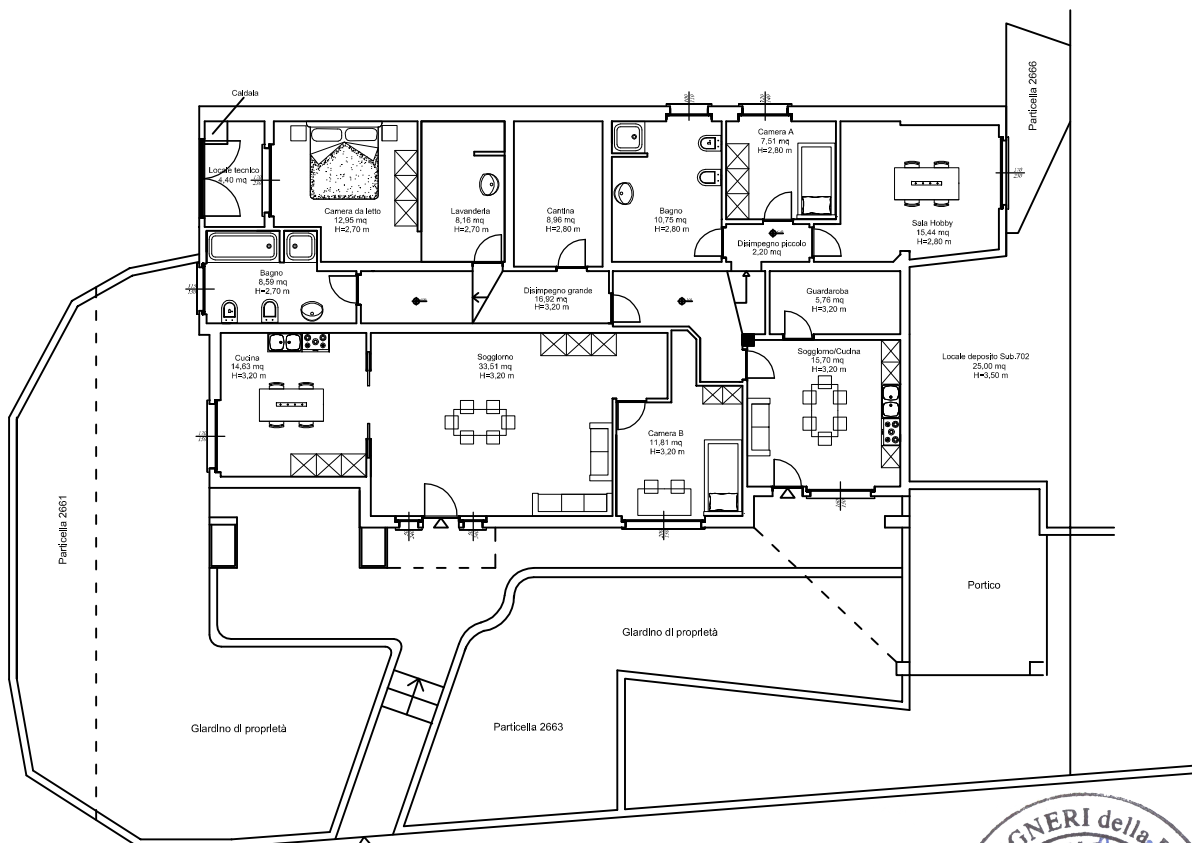 Caldaia
Locale tecnico
4,40 mq
Camera da letto
12,95 mq
H=2,70 m
Lavanderia
8,16 mq
H=2,70 m
Cantina
8,96 mq
H=2,80 m
Bagno
10,75 mq
H=2,80 m
Camera A
7,51 mq
H=2,80 m
Disimpegno piccolo
2,20 mq
Sala Hobby
15,44 mq
H=2,80 m
Particella 2666
Bagno
8,59 mq
H=2,70 m
Disimpegno grande
16,92 mq
H=3,20 m
Guardaroba
5,76 mq
H=3,20 m
Cucina
14,63 mq
H=3,20 m
Soggiorno
33,51 mq
H=3,20 m
Soggiorno/Cucina
15,70 mq
H=3,20 m
Locale deposito Sub.702
25,00 mq
H=3,50 m
Camera B
11,81 mq
H=3,20 m
Particella 2661
Portico
Giardino di proprietà
Giardino di proprietà
Particella 2663
GNERI della